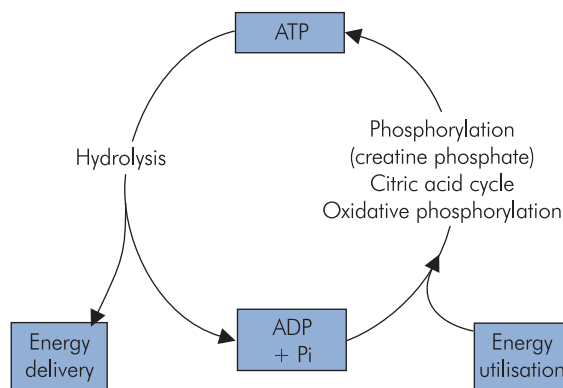 ATP
Hydrolysis
Phosphorylation
(creatine phosphate)
Citric acid cycle
Oxidative phosphorylation
Energy
delivery
ADP
+ Pi
Energy
utilisation